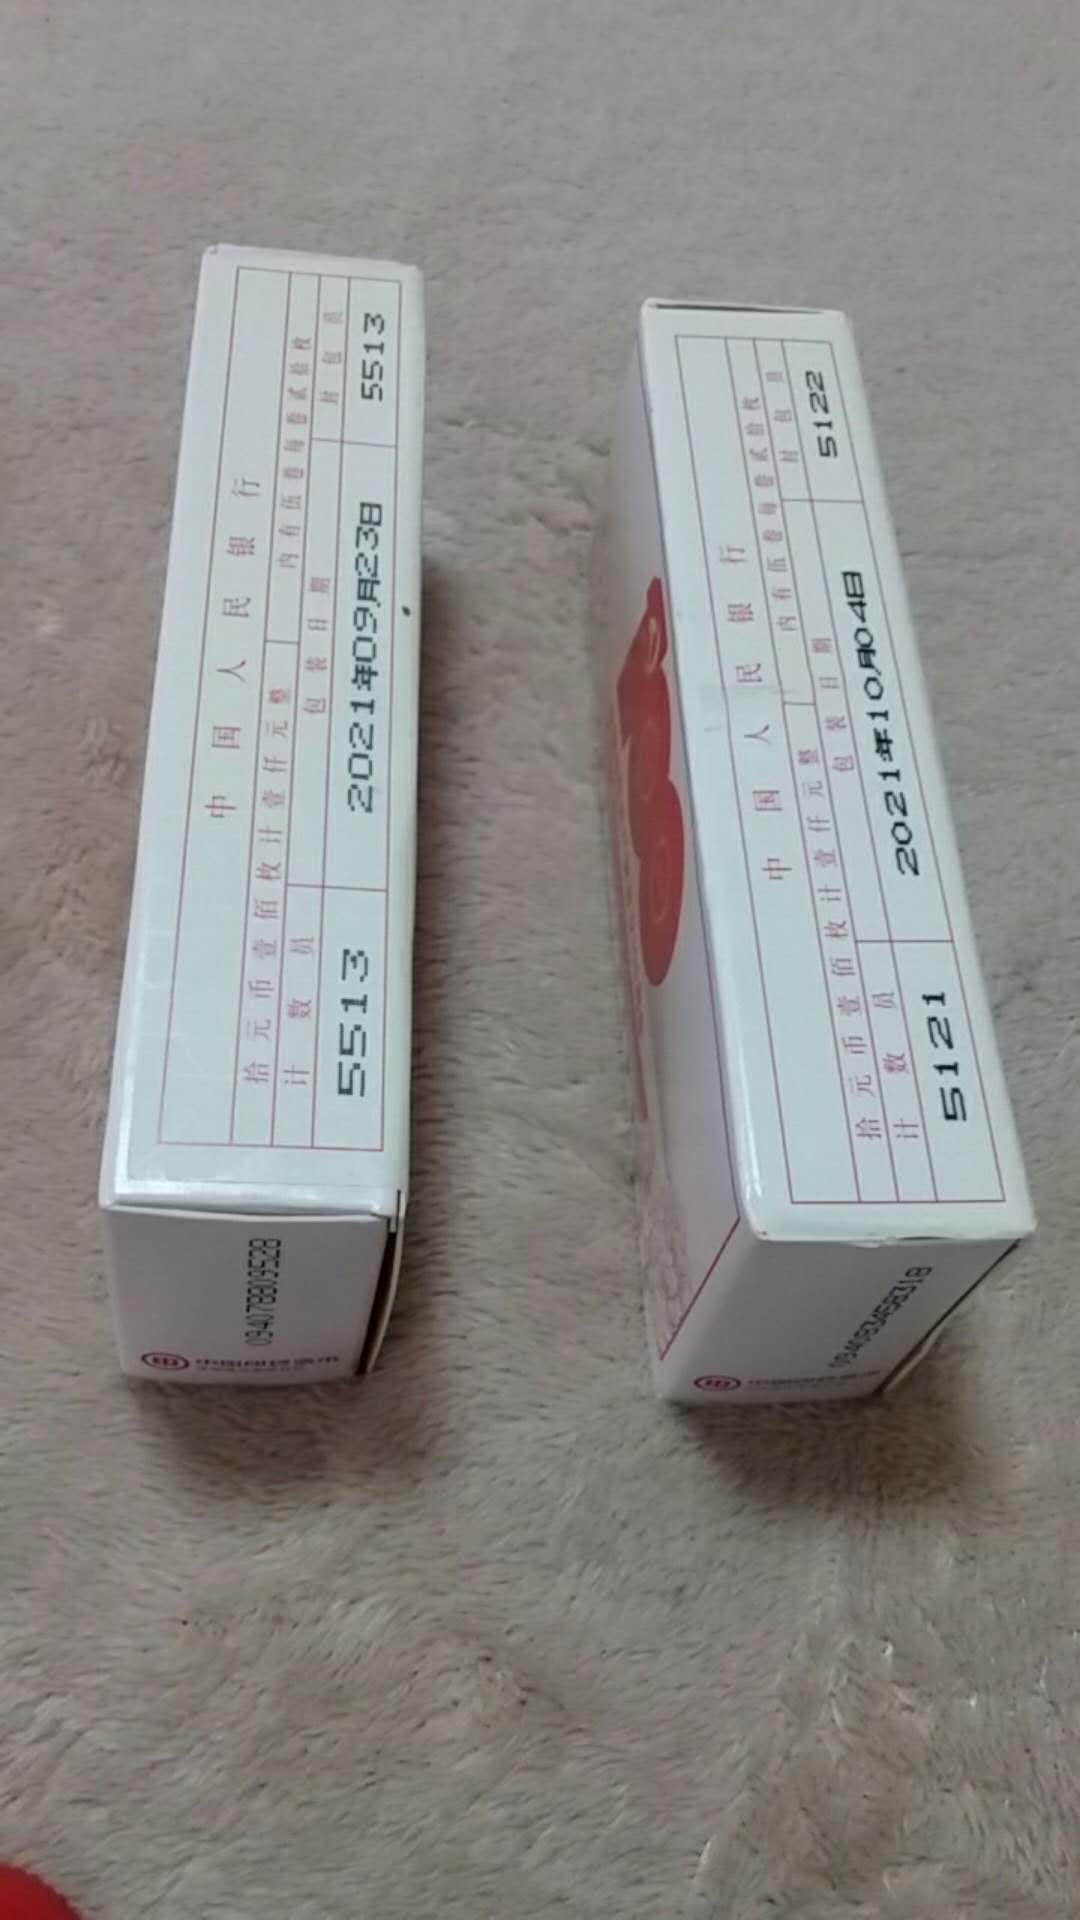 中国人民银行
拾元币壹佰枚计壹仟元整
内有伍卷每卷贰拾枚
计数员
包装日期
封包员
5513
2021年09月23日
5513
094078809528
中国人民银行
拾元币壹佰枚计壹仟元整
内有伍卷每卷贰拾枚
计数员
包装日期
封包员
5121
2021年10月04日
5122